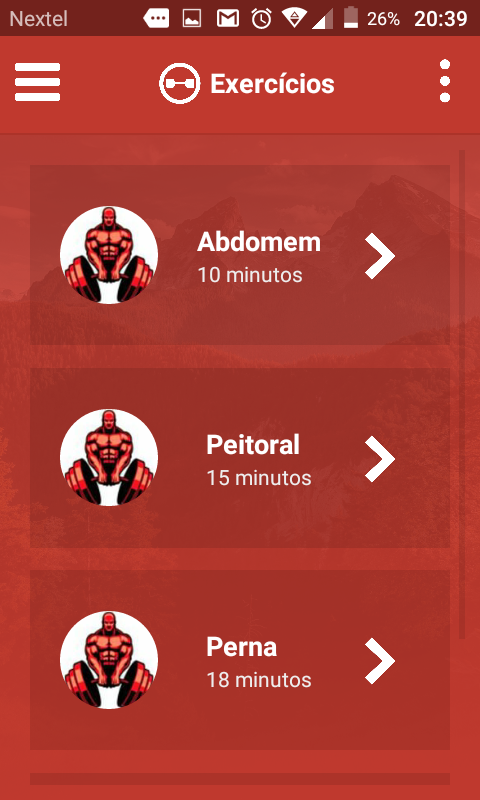 Nextel 26% 20:39
Exercícios
Abdomem
10 minutos
Peitoral
15 minutos
Perna
18 minutos